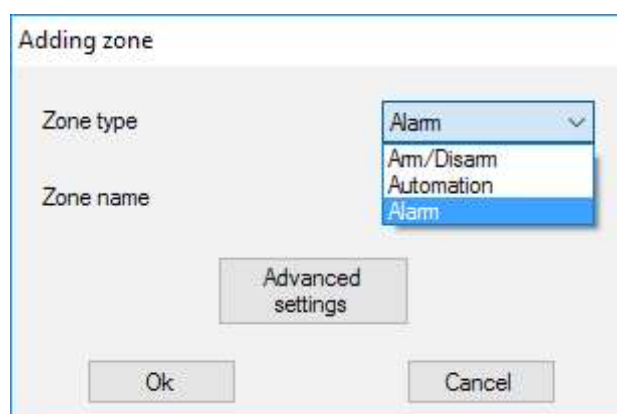 Adding zone
Zone type
Alarm
Arm/Disarm
Automation
Zone name
Alarm
Advanced
settings
Ok
Cancel